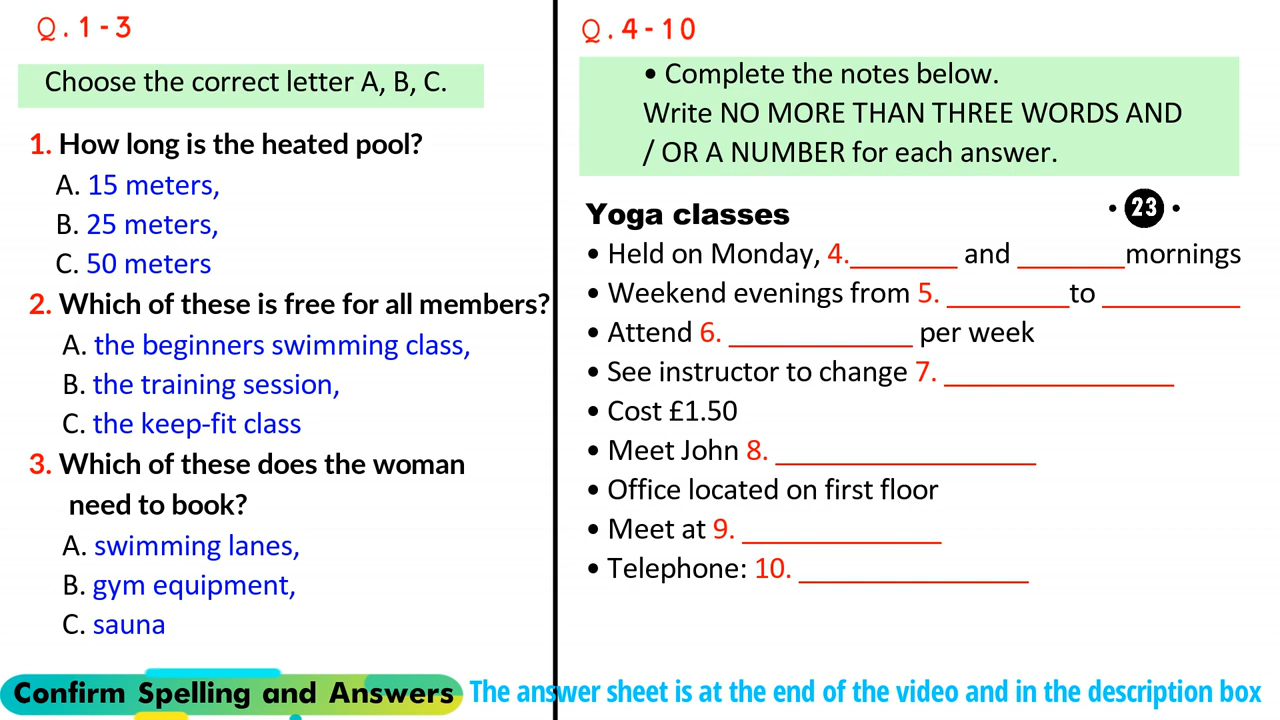 Q.1-3
Choose the correct letter A, B, C.
1. How long is the heated pool?
A. 15 meters,
B. 25 meters,
C. 50 meters
2. Which of these is free for all members?
A. the beginners swimming class,
B. the training session,
C. the keep-fit class
3. Which of these does the woman
need to book?
A. swimming lanes,
B. gym equipment,
C. sauna
Q.4-10
• Complete the notes below.
Write NO MORE THAN THREE WORDS AND
/ OR A NUMBER for each answer.
Yoga classes
• 23 •
• Held on Monday, 4.________ and ________mornings
• Weekend evenings from 5. _________to __________
• Attend 6. _____________ per week
• See instructor to change 7. _________________
• Cost £1.50
• Meet John 8. ___________________
• Office located on first floor
• Meet at 9. ______________
• Telephone: 10. _________________
Confirm Spelling and Answers
The answer sheet is at the end of the video and in the description box